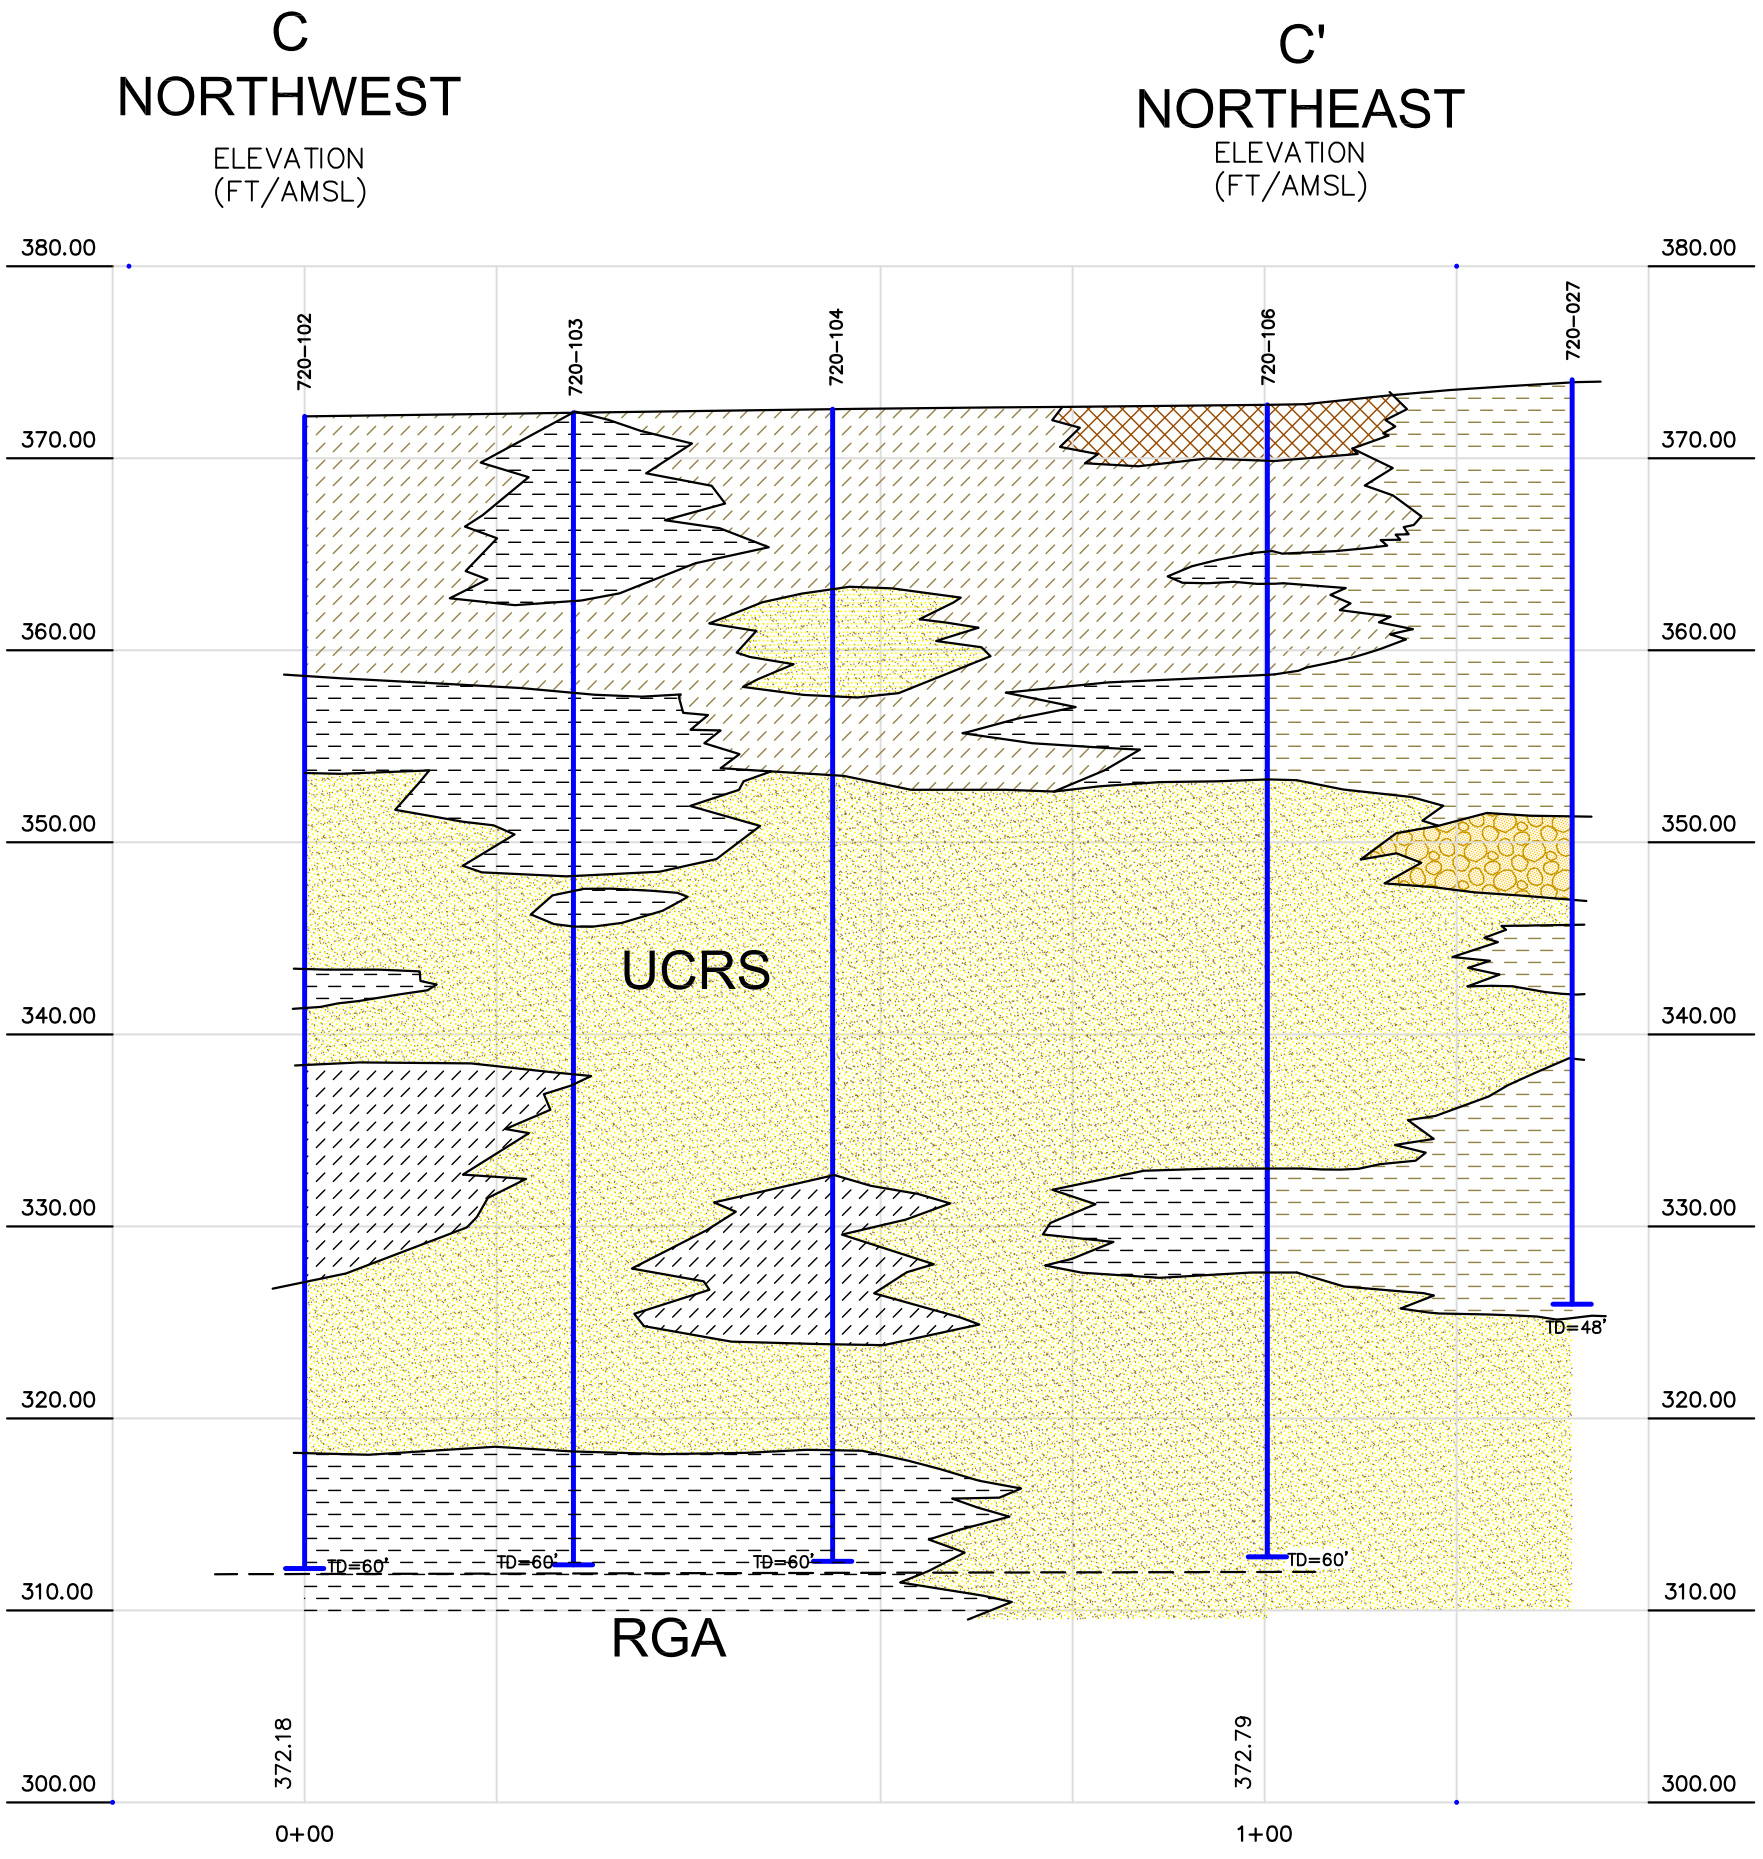 C
NORTHWEST
ELEVATION
(FT/AMSL)
C'
NORTHEAST
ELEVATION
(FT/AMSL)
380.00
380.00
720-102
720-103
720-104
720-106
720-027
370.00
370.00
360.00
360.00
350.00
350.00
UCRS
340.00
340.00
330.00
330.00
TD=48'
320.00
320.00
TD=60'
TD=60'
TD=60'
TD=60'
310.00
310.00
RGA
372.18
372.79
300.00
300.00
0+00
1+00